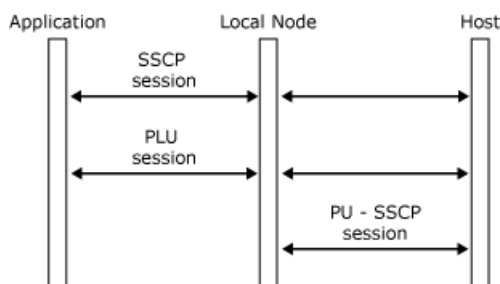 Application Local Node Host
SSCP
session
PLU
session
PU - SSCP
session